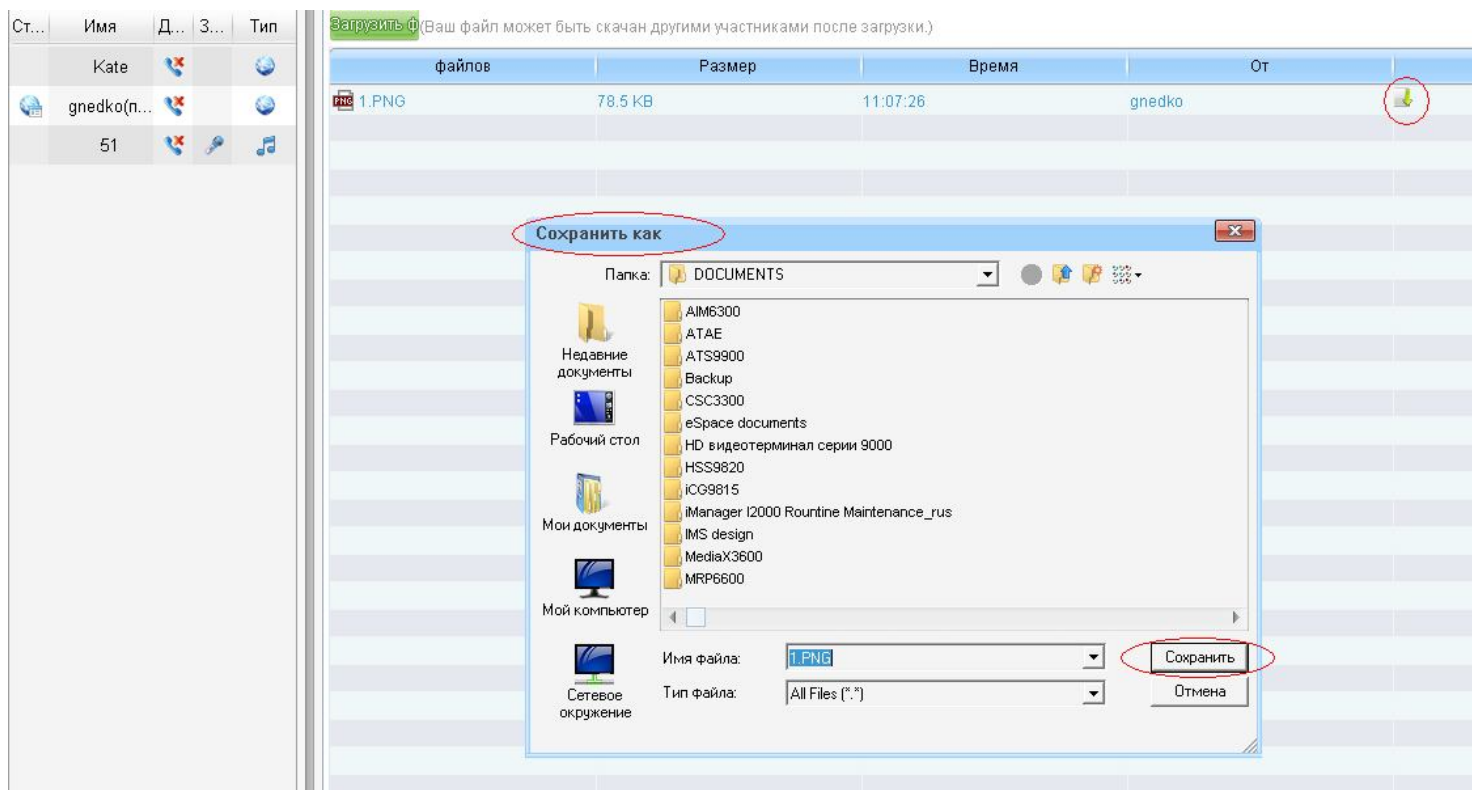 Ст... Имя Д... З... Тип
Kate
gnedko(п...
51
Загрузить ф (Ваш файл может быть скачан другими участниками после загрузки.)
файлов Размер Время От
PNG 1.PNG 78.5 KB 11:07:26 gnedko
Сохранить как
Папка: DOCUMENTS
Недавние документы
Рабочий стол
Мои документы
Мой компьютер
Сетевое окружение
AIM6300
ATAE
ATS9900
Backup
CSC3300
eSpace documents
HD видеотерминал серии 9000
HSS9820
iCG9815
iManager I2000 Rountine Maintenance_rus
IMS design
MediaX3600
MRP6600
Имя файла: 1.PNG Сохранить
Тип файла: All Files (*.*) Отмена